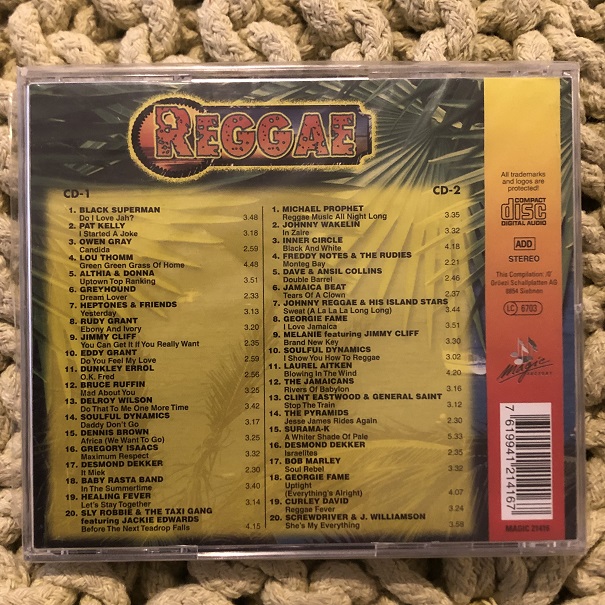 REGGAE
CD-1
1. BLACK SUPERMAN
Do I Love Jah? 3.48
2. PAT KELLY
I Started A Joke 3.18
3. OWEN GRAY
Candida 2.59
4. LOU THOMM
Green Green Grass Of Home 4.48
5. ALTHIA & DONNA
Uptown Top Ranking 3.51
6. GREYHOUND
Dream Lover 2.33
7. HEPTONES & FRIENDS
Yesterday 3.13
8. RUDY GRANT
Ebony And Ivory 3.20
9. JIMMY CLIFF
You Can Get It If You Really Want 2.35
10. EDDY GRANT
Do You Feel My Love 2.59
11. DUNKLEY ERROL
O.K. Fred 2.56
12. BRUCE RUFFIN
Mad About You 3.25
13. DELROY WILSON
Do That To Me One More Time 3.42
14. SOULFUL DYNAMICS
Daddy Don't Go 3.17
15. DENNIS BROWN
Africa (We Want To Go) 3.25
16. GREGORY ISAACS
Maximum Respect 3.32
17. DESMOND DEKKER
It Miek 2.30
18. BABY RASTA BAND
In The Summertime 3.40
19. HEALING FEVER
Let's Stay Together 3.14
20. SLY ROBBIE & THE TAXI GANG
featuring JACKIE EDWARDS
Before The Next Teadrop Falls 4.15
CD-2
1. MICHAEL PROPHET
Reggae Music All Night Long 3.35
2. JOHNNY WAKELIN
In Zaire 3.02
3. INNER CIRCLE
Black And White 4.18
4. FREDDY NOTES & THE RUDIES
Monteg Bay 2.21
5. DAVE & ANSIL COLLINS
Double Barrel 2.46
6. JAMAICA BEAT
Tears Of A Clown 2.37
7. JOHNNY REGGAE & HIS ISLAND STARS
Sweat (A La La La Long Long) 3.44
8. GEORGIE FAME
I Love Jamaica 3.51
9. MELANIE featuring JIMMY CLIFF
Brand New Key 3.30
10. SOULFUL DYNAMICS
I Show You How To Reggae 3.02
11. LAUREL AITKEN
Blowing In The Wind 4.20
12. THE JAMAICANS
Rivers Of Babylon 3.16
13. CLINT EASTWOOD & GENERAL SAINT
Stop The Train 3.12
14. THE PYRAMIDS
Jesse James Rides Again 2.30
15. SURAMA-K
A Whiter Shade Of Pale 5.33
16. DESMOND DEKKER
Israelites 2.35
17. BOB MARLEY
Soul Rebel
18. GEORGIE FAME
Uptight
(Everything's Alright) 4.07
19. CURLEY DAVID
Reggae Fever 3.24
20. SCREWDRIVER & J. WILLIAMSON
She's My Everything 3.58
All trademarks
and logos are
protected!
COMPACT
disc
DIGITAL AUDIO
ADD
STEREO
This Compilation:
Schallplatten AG
LC 6703
Magic
7 619941 214167
MAGIC